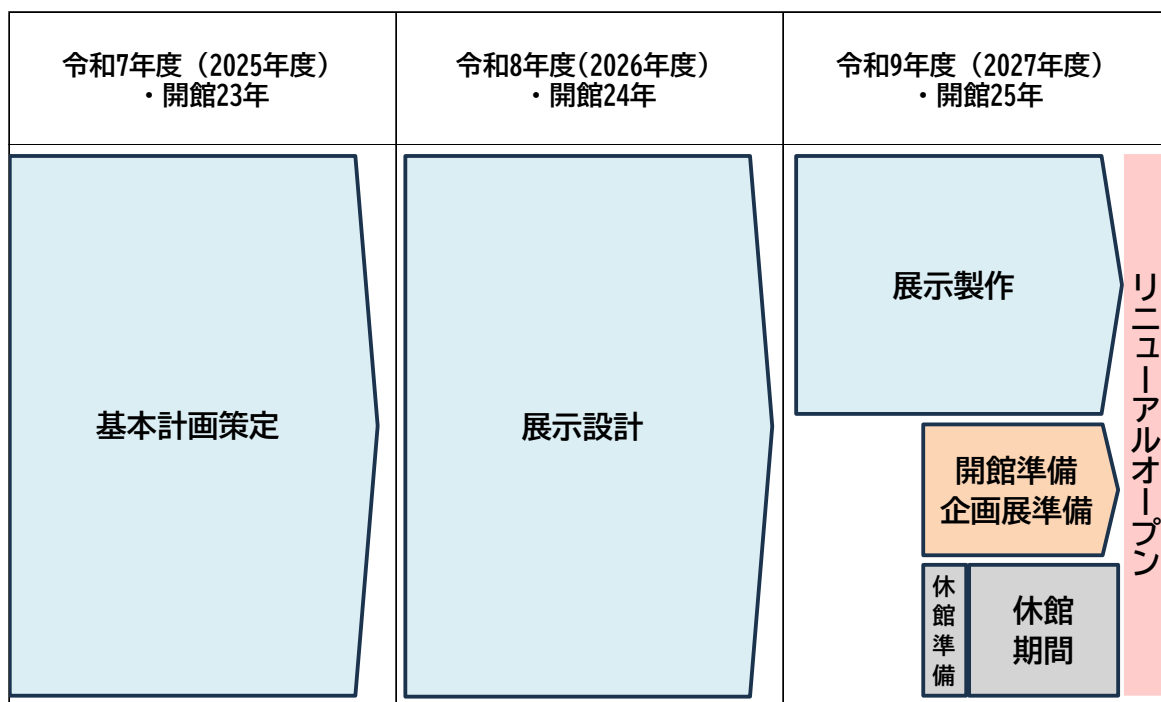 令和7年度（2025年度）
・開館23年
令和8年度(2026年度)
・開館24年
令和9年度（2027年度）
・開館25年
基本計画策定
展示設計
展示製作
開館準備
企画展準備
休館準備
休館
期間
リニューアルオープン